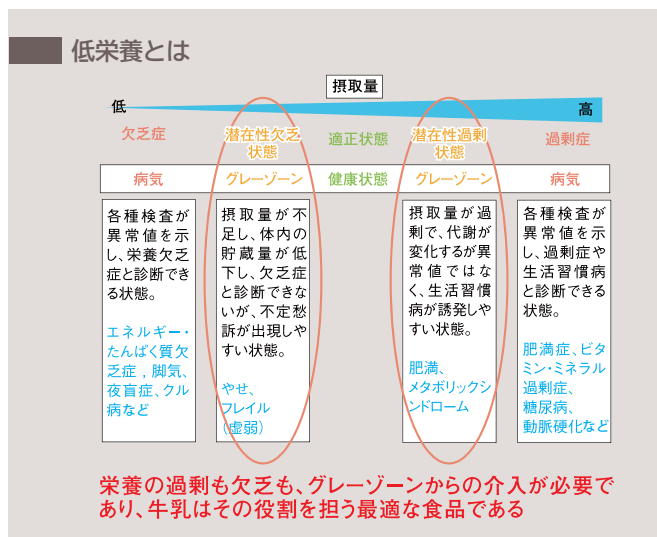 低栄養とは
摂取量
低
高
欠乏症
潜在性欠乏
状態
適正状態
潜在性過剰
状態
過剰症
病気
グレーゾーン
健康状態
グレーゾーン
病気
各種検査が
異常値を示
し、栄養欠乏
症と診断でき
る状態。
エネルギー・
たんぱく質欠
乏症，脚気、
夜盲症、クル
病など
摂取量が不
足し、体内の
貯蔵量が低
下し、欠乏症
と診断できな
いが、不定愁
訴が出現しや
すい状態。
やせ、
フレイル
（虚弱）
摂取量が過
剰で、代謝が
変化するが異
常値ではな
く、生活習慣
病が誘発しや
すい状態。
肥満、
メタボリックシ
ンドローム
各種検査が
異常値を示
し、過剰症や
生活習慣病
と診断できる
状態。
肥満症、ビタ
ミン・ミネラル
過剰症、
糖尿病、
動脈硬化など
栄養の過剰も欠乏も、グレーゾーンからの介入が必要で
あり、牛乳はその役割を担う最適な食品である